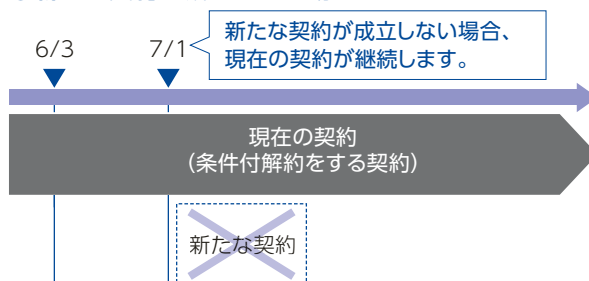 新たな契約が成立しない場合、
現在の契約が継続します。
6/3
7/1
現在の契約
（条件付解約をする契約）
新たな契約